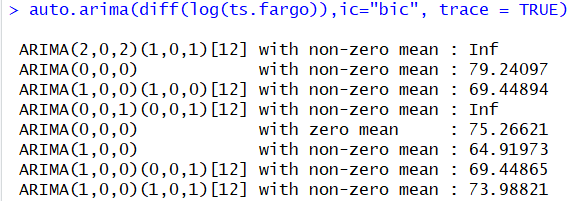 > auto.arima(diff(log(ts.fargo)),ic="bic", trace = TRUE)
ARIMA(2,0,2)(1,0,1)[12] with non-zero mean : Inf
ARIMA(0,0,0)            with non-zero mean : 79.24097
ARIMA(1,0,0)(1,0,0)[12] with non-zero mean : 69.44894
ARIMA(0,0,1)(0,0,1)[12] with non-zero mean : Inf
ARIMA(0,0,0)            with zero mean     : 75.26621
ARIMA(1,0,0)            with non-zero mean : 64.91973
ARIMA(1,0,0)(0,0,1)[12] with non-zero mean : 69.44865
ARIMA(1,0,0)(1,0,1)[12] with non-zero mean : 73.98821